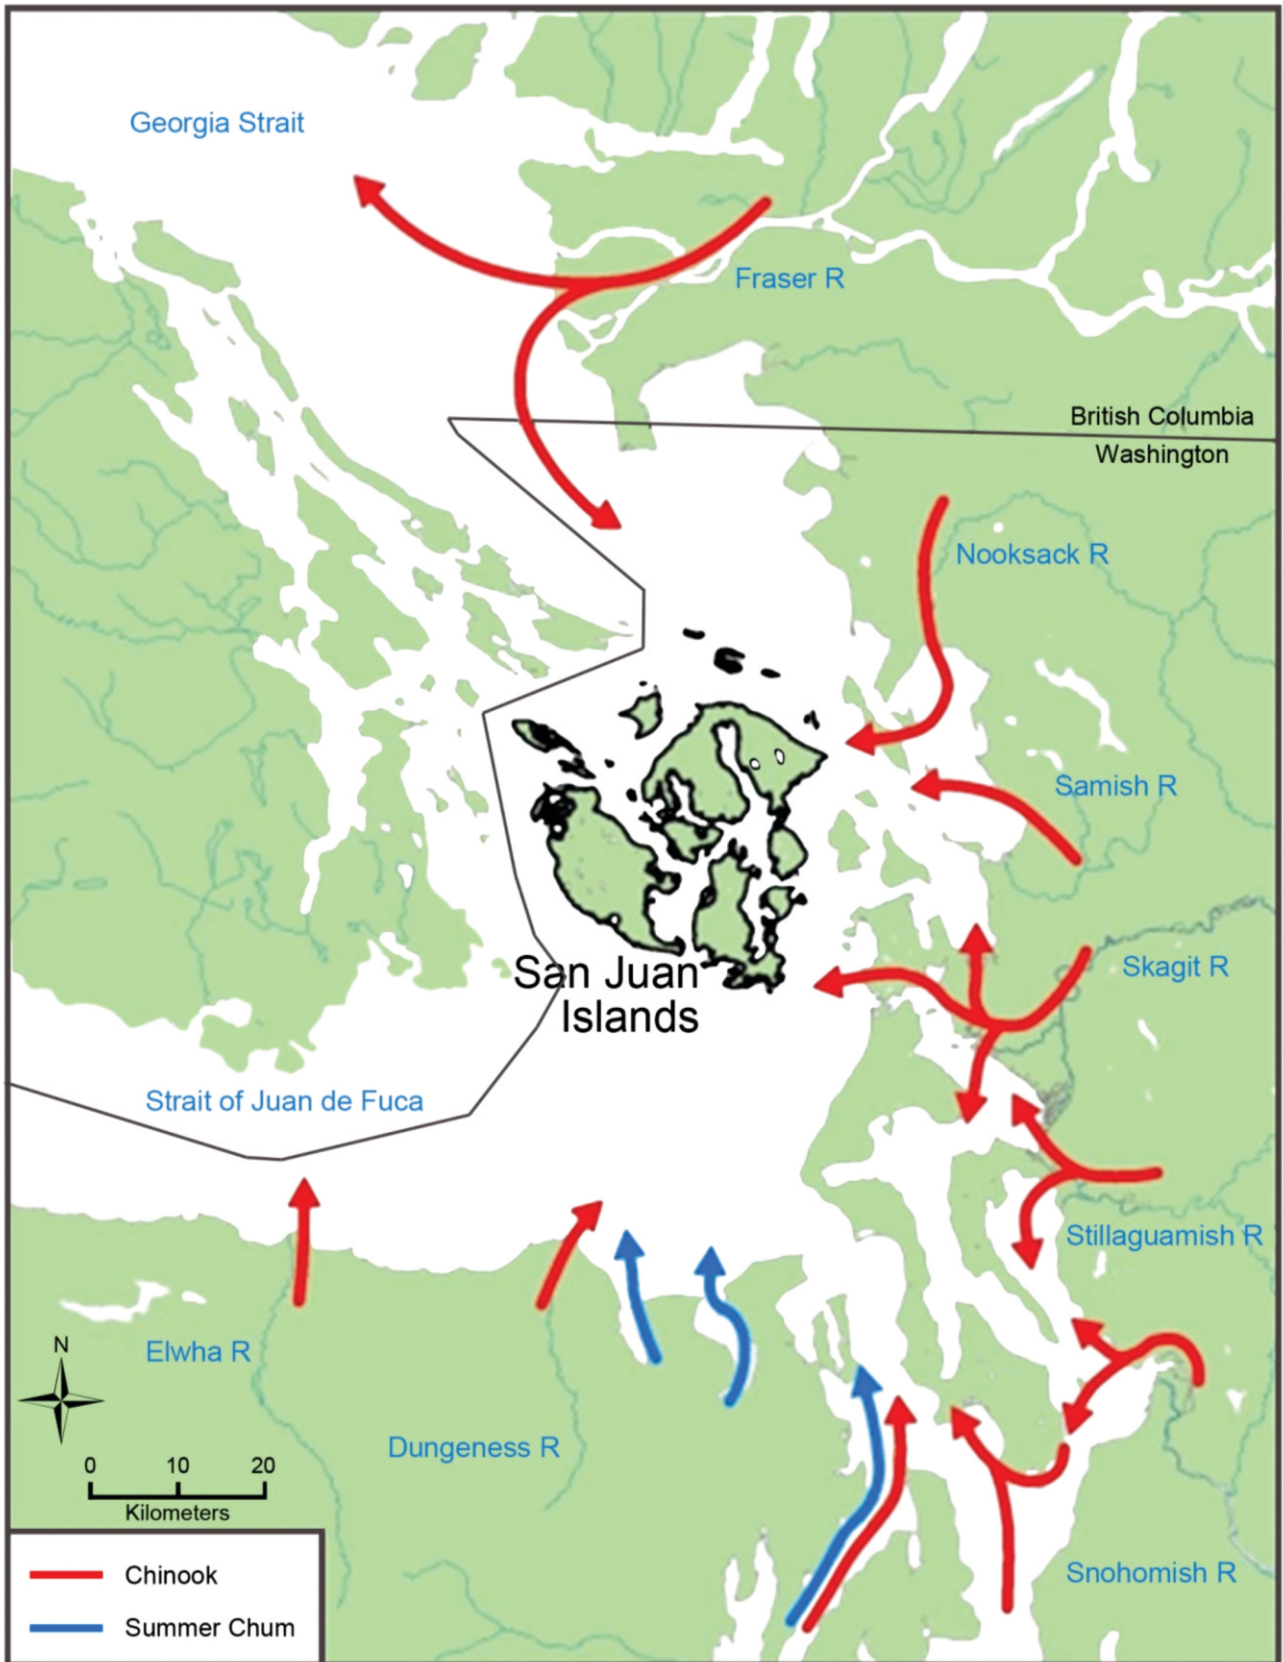 Georgia Strait
Fraser R
British Columbia
Washington
Nooksack R
Samish R
Skagit R
San Juan
Islands
Strait of Juan de Fuca
Stillaguamish R
N
Elwha R
Dungeness R
0 10 20
Kilometers
Chinook
Snohomish R
Summer Chum